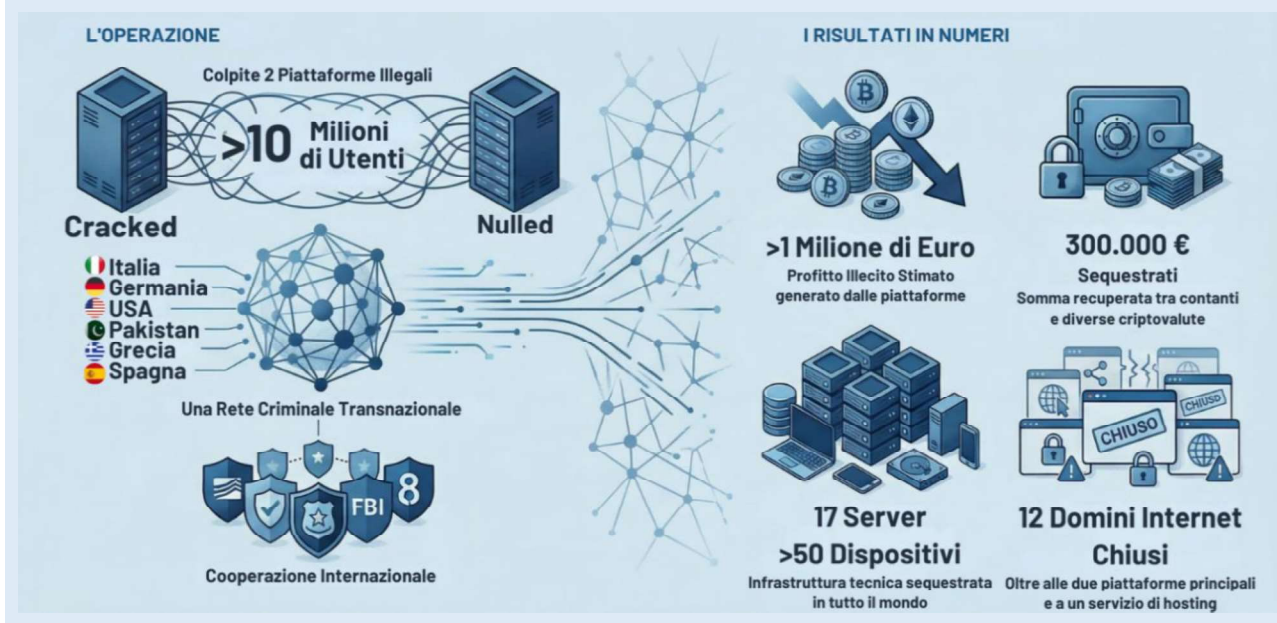 L'OPERAZIONE
Colpite 2 Piattaforme Illegali
>10 Milioni
di Utenti
Cracked
Nulled
Italia
Germania
USA
Pakistan
Grecia
Spagna
Una Rete Criminale Transnazionale
FBI
8
Cooperazione Internazionale
I RISULTATI IN NUMERI
>1 Milione di Euro
Profitto Illecito Stimato
generato dalle piattaforme
300.000 €
Sequestrati
Somma recuperata tra contanti
e diverse criptovalute
17 Server
>50 Dispositivi
Infrastruttura tecnica sequestrata
in tutto il mondo
CHIUSO
CHIUSO
12 Domini Internet
Chiusi
Oltre alle due piattaforme principali
e a un servizio di hosting